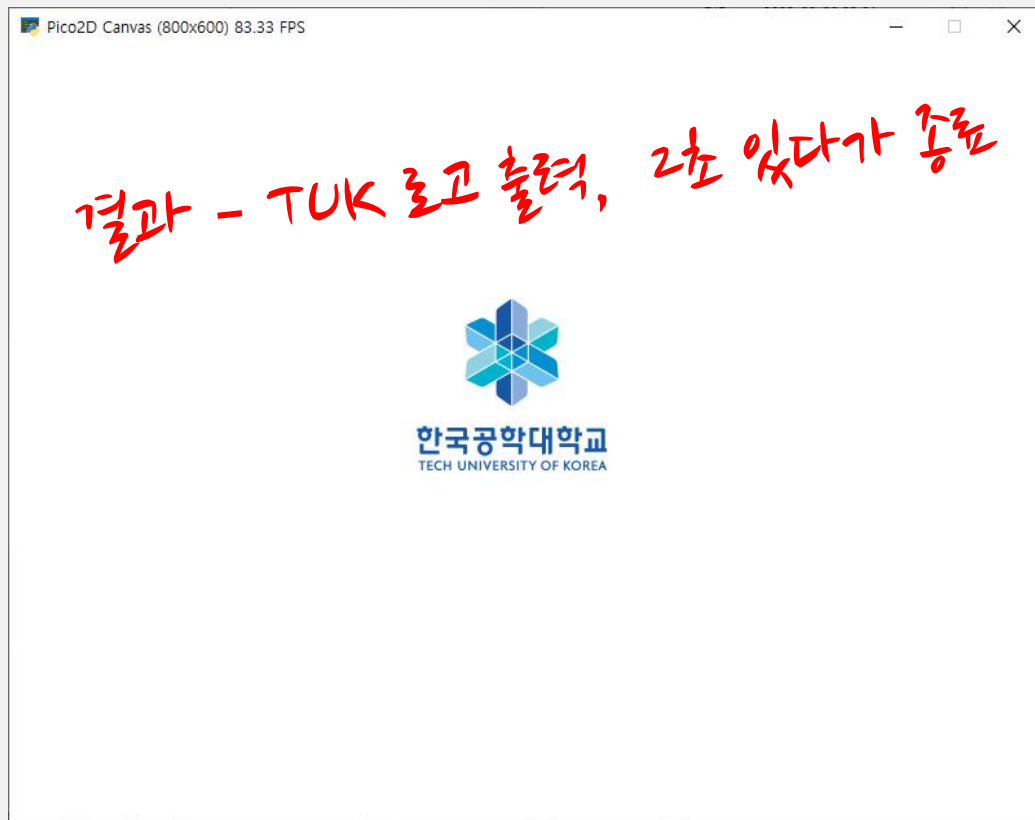 Pico2D Canvas (800x600) 83.33 FPS
결과 - TUK 로고 출력, 2초 있다가 종료
한국공학대학교
TECH UNIVERSITY OF KOREA